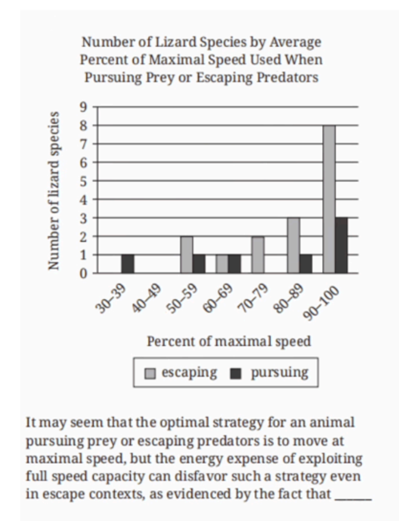 Number of Lizard Species by Average
Percent of Maximal Speed Used When
Pursuing Prey or Escaping Predators
Number of lizard species
9
8
7
6
5
4
3
2
1
0
30–39
40–49
50–59
60–69
70–79
80–89
90–100
Percent of maximal speed
escaping
pursuing
It may seem that the optimal strategy for an animal
pursuing prey or escaping predators is to move at
maximal speed, but the energy expense of exploiting
full speed capacity can disfavor such a strategy even
in escape contexts, as evidenced by the fact that ______